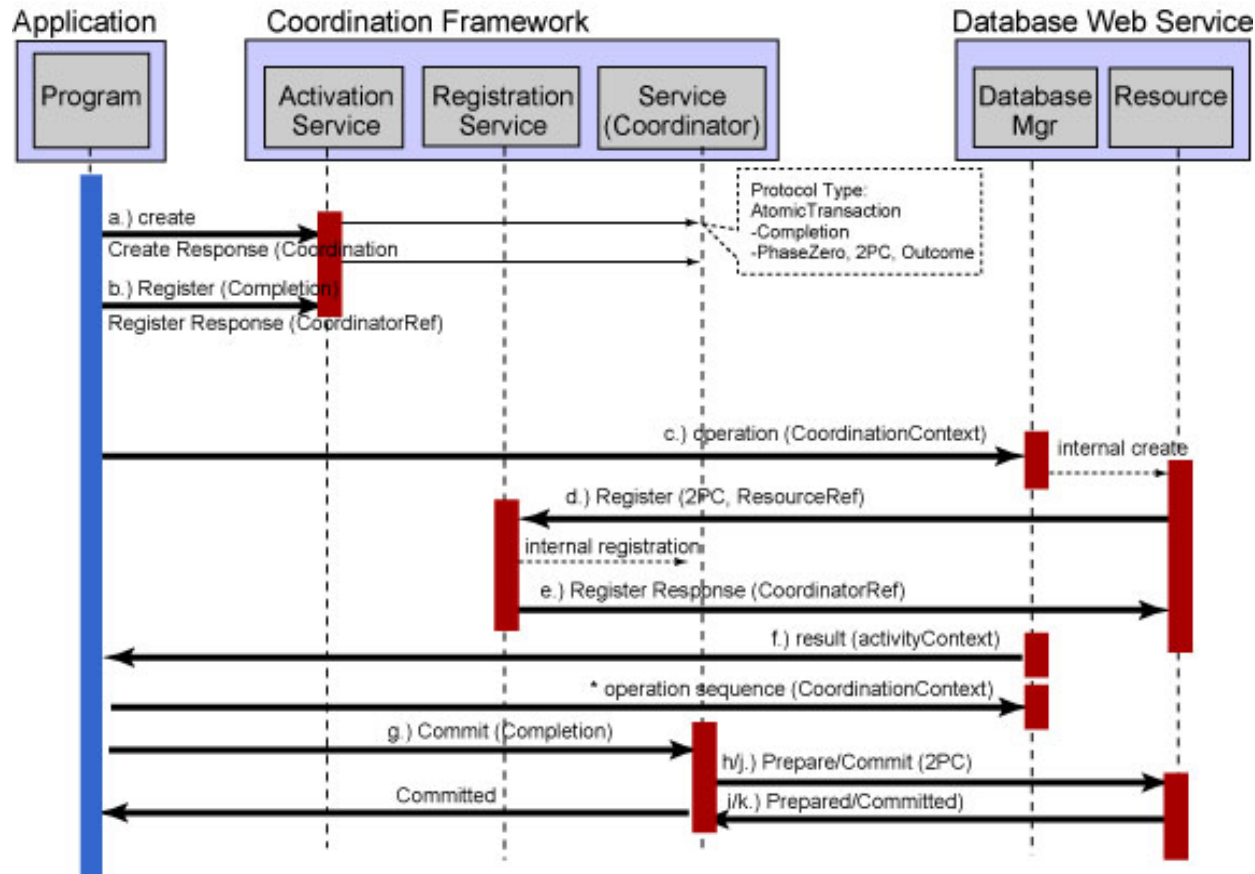 Application
Coordination Framework
Database Web Service
Program
Activation
Service
Registration
Service
Service
(Coordinator)
Database
Mgr
Resource
Protocol Type:
AtomicTransaction
-Completion
-PhaseZero, 2PC, Outcome
a.) create
Create Response (Coordination
b.) Register (Completion)
Register Response (CoordinatorRef)
c.) operation (CoordinationContext)
internal create
d.) Register (2PC, ResourceRef)
internal registration
e.) Register Response (CoordinatorRef)
f.) result (activityContext)
* operation sequence (CoordinationContext)
g.) Commit (Completion)
h/j.) Prepare/Commit (2PC)
Committed
i/k.) Prepared/Committed)